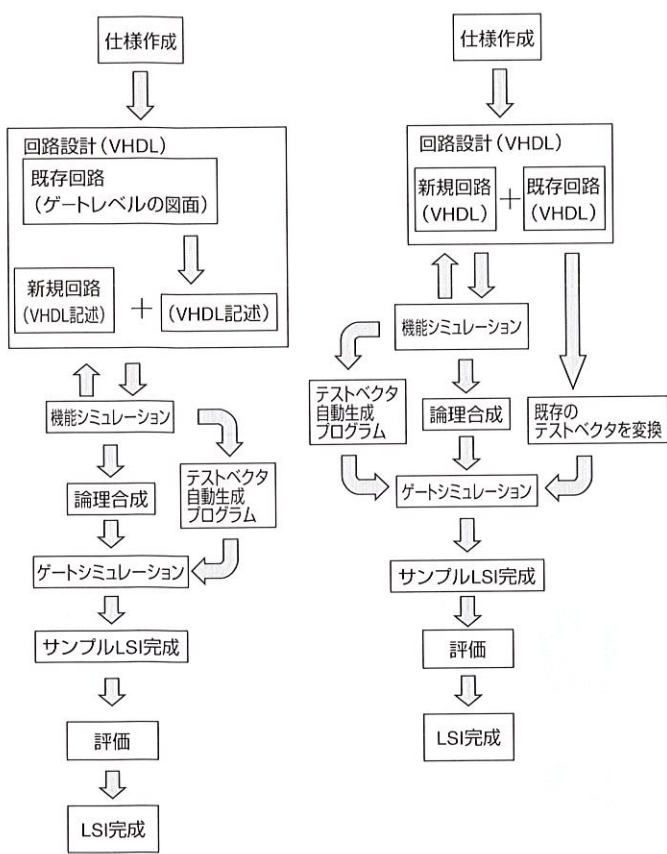 仕様作成
回路設計(VHDL)
既存回路
(ゲートレベルの図面)
新規回路
(VHDL記述)
+
(VHDL記述)
機能シミュレーション
テストベクタ
自動生成
プログラム
論理合成
ゲートシミュレーション
サンプルLSI完成
評価
LSI完成
仕様作成
回路設計(VHDL)
新規回路
(VHDL)
+
既存回路
(VHDL)
機能シミュレーション
テストベクタ
自動生成
プログラム
論理合成
既存の
テストベクタを変換
ゲートシミュレーション
サンプルLSI完成
評価
LSI完成